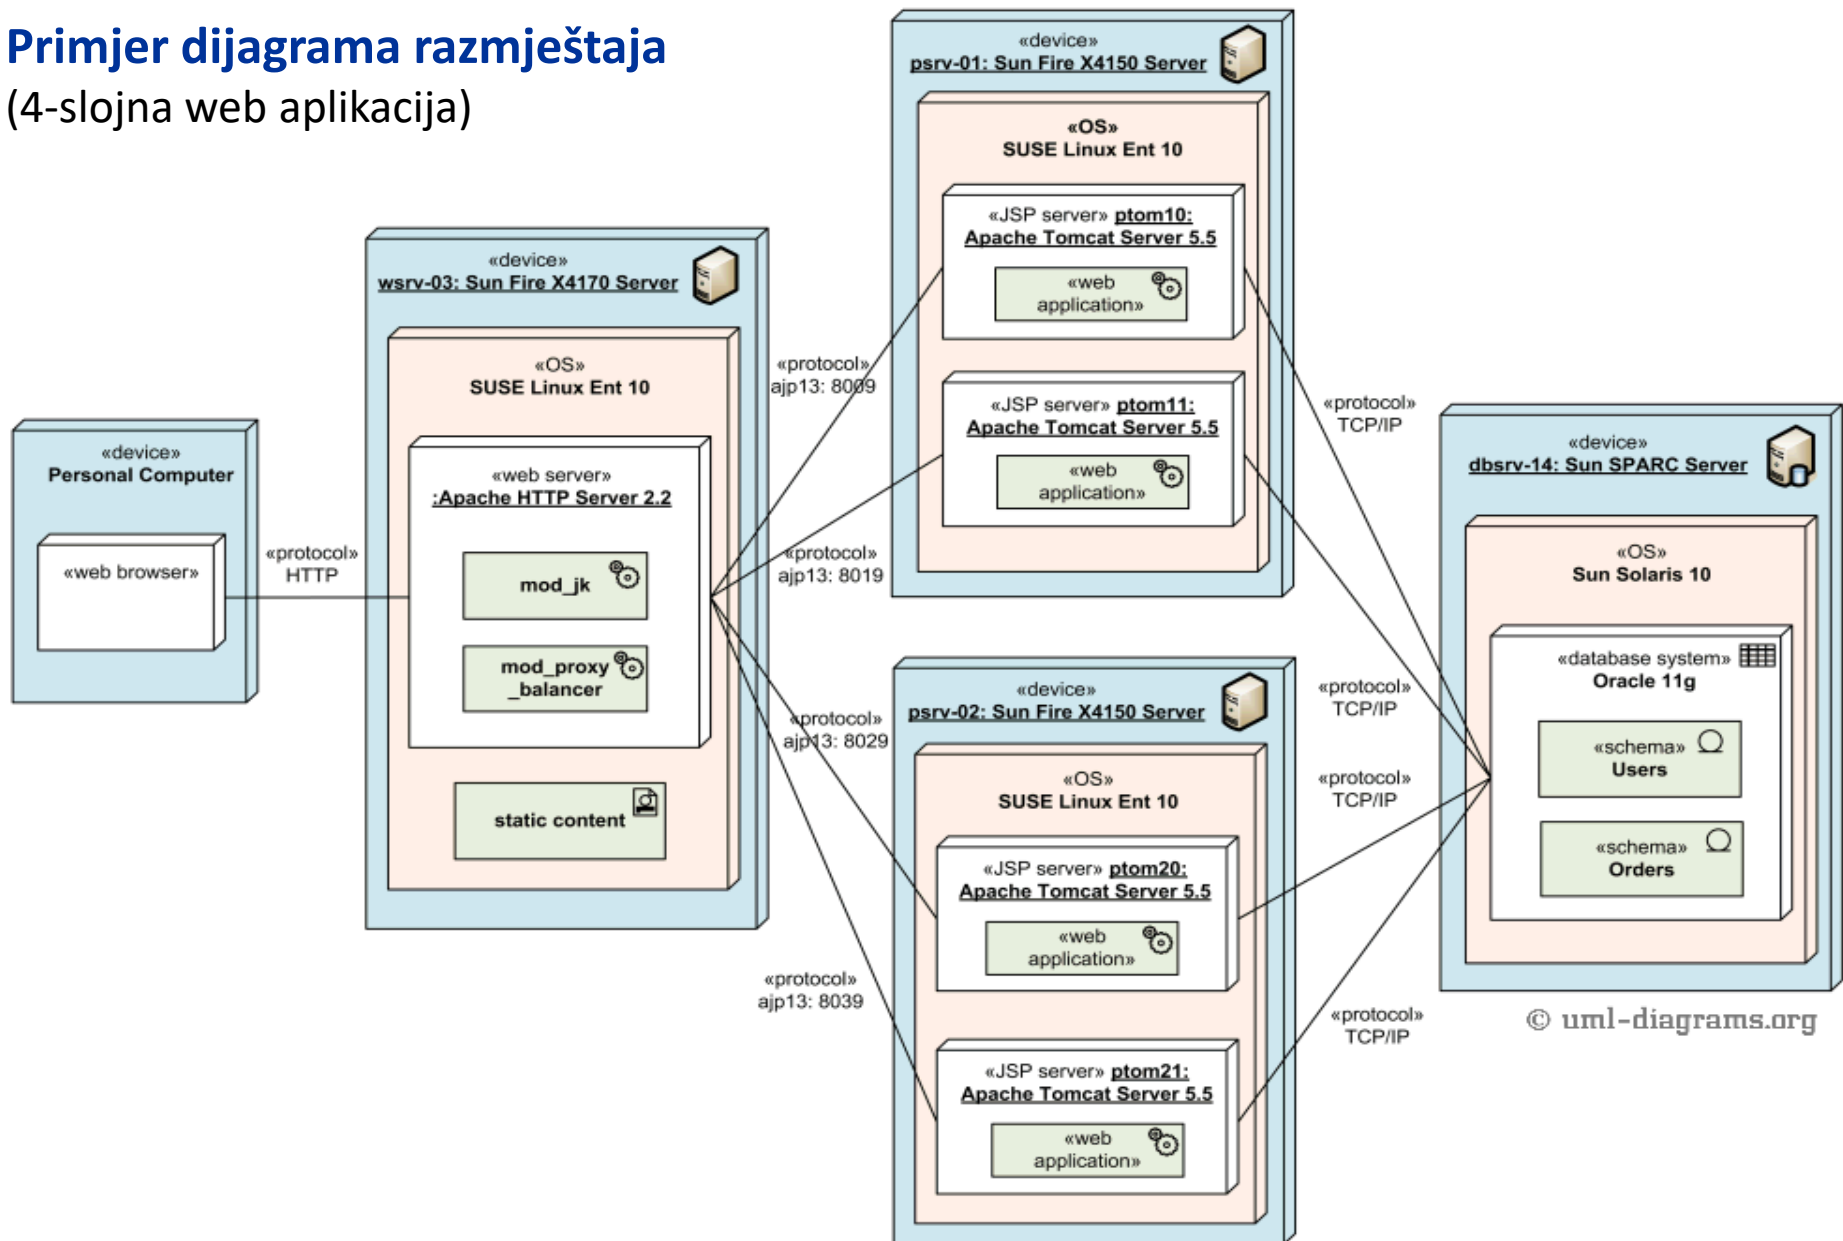 Primjer dijagrama razmještaja
(4-slojna web aplikacija)
«device»
Personal Computer
«web browser»
«protocol»
HTTP
«device»
wsrv-03: Sun Fire X4170 Server
«OS»
SUSE Linux Ent 10
«web server»
:Apache HTTP Server 2.2
mod_jk
mod_proxy
_balancer
static content
«protocol»
ajp13: 8009
«protocol»
ajp13: 8019
«protocol»
ajp13: 8029
«protocol»
ajp13: 8039
«device»
psrv-01: Sun Fire X4150 Server
«OS»
SUSE Linux Ent 10
«JSP server» ptom10:
Apache Tomcat Server 5.5
«web
application»
«JSP server» ptom11:
Apache Tomcat Server 5.5
«web
application»
«device»
psrv-02: Sun Fire X4150 Server
«OS»
SUSE Linux Ent 10
«JSP server» ptom20:
Apache Tomcat Server 5.5
«web
application»
«JSP server» ptom21:
Apache Tomcat Server 5.5
«web
application»
«protocol»
TCP/IP
«protocol»
TCP/IP
«protocol»
TCP/IP
«protocol»
TCP/IP
«device»
dbsrv-14: Sun SPARC Server
«OS»
Sun Solaris 10
«database system»
Oracle 11g
«schema»
Users
«schema»
Orders
© uml-diagrams.org